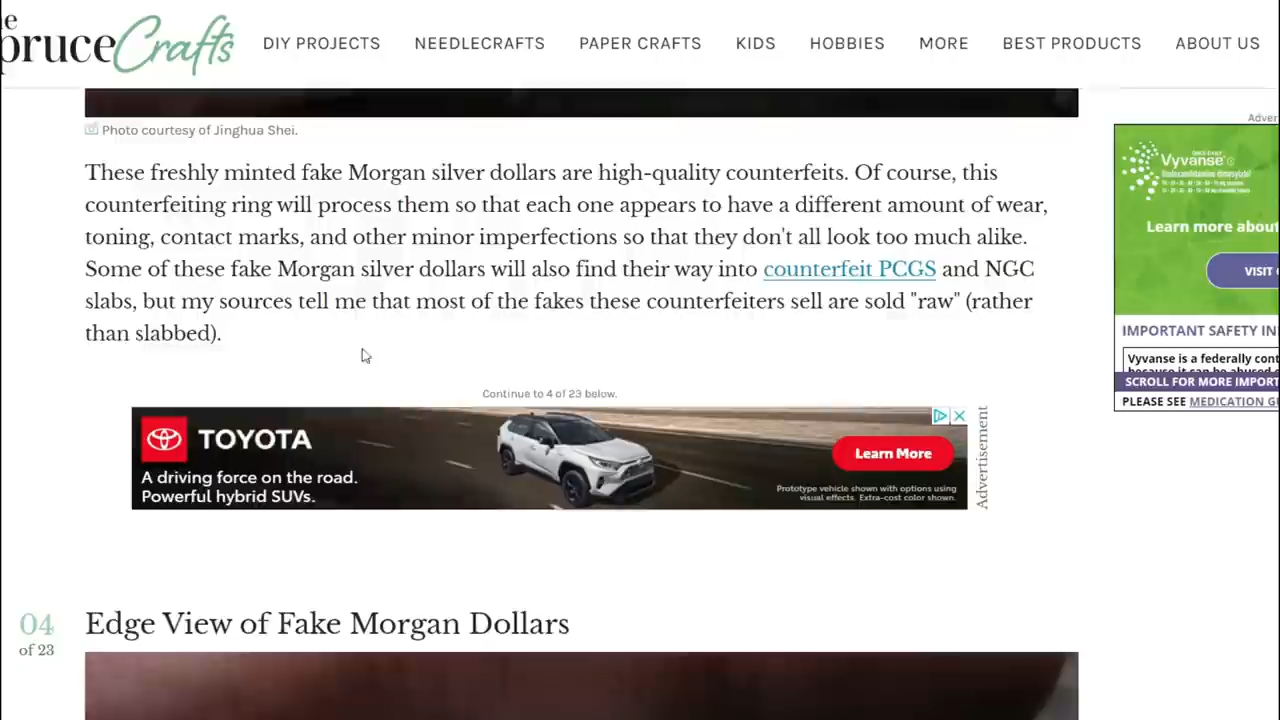 pruceCrafts
DIY PROJECTS NEEDLECRAFTS PAPER CRAFTS KIDS HOBBIES MORE BEST PRODUCTS ABOUT US
Photo courtesy of Jinghua Shei.
These freshly minted fake Morgan silver dollars are high-quality counterfeits. Of course, this
counterfeiting ring will process them so that each one appears to have a different amount of wear,
toning, contact marks, and other minor imperfections so that they don't all look too much alike.
Some of these fake Morgan silver dollars will also find their way into counterfeit PCGS and NGC
slabs, but my sources tell me that most of the fakes these counterfeiters sell are sold "raw" (rather
than slabbed).
Continue to 4 of 23 below.
TOYOTA
A driving force on the road.
Powerful hybrid SUVs.
Learn More
Prototype vehicle shown with options using
visual effects. Extra-cost color shown.
Advertisement
04
of 23
Edge View of Fake Morgan Dollars
Adver
Vyvanse
Learn more abou
VISIT
IMPORTANT SAFETY IN
Vyvanse is a federally cont
SCROLL FOR MORE IMPORT
PLEASE SEE MEDICATION GU